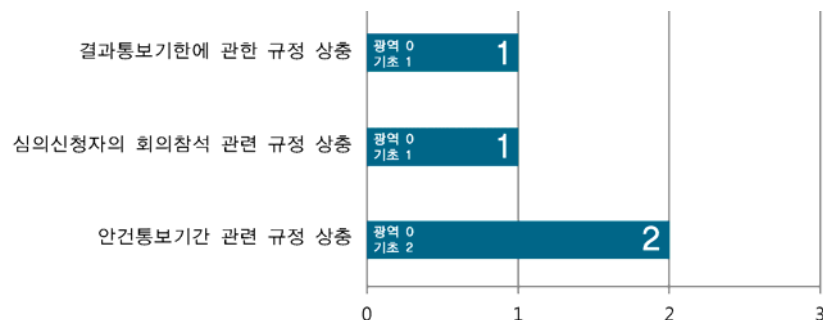 결과통보기한에 관한 규정 상충
광역 0
기초 1
1
심의신청자의 회의참석 관련 규정 상충
광역 0
기초 1
1
안건통보기간 관련 규정 상충
광역 0
기초 2
2
0 1 2 3